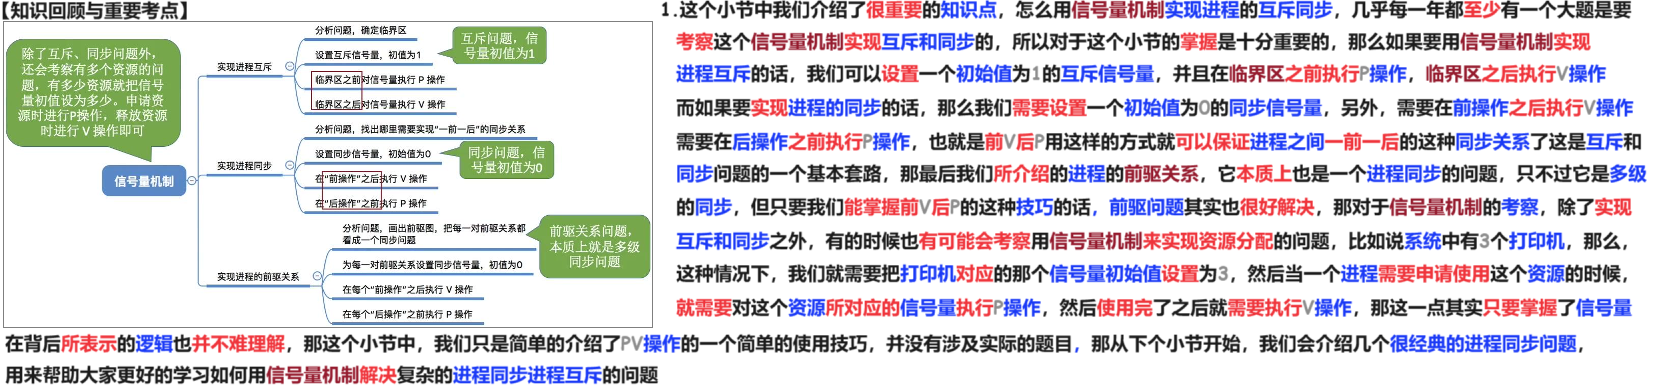 【知识回顾与重要考点】
除了互斥、同步问题外，
还会考察有多个资源的问
题，有多少资源就把信号
量初值设为多少。申请资
源时进行P操作，释放资源
时进行 V 操作即可
信号量机制
实现进程互斥
分析问题，确定临界区
设置互斥信号量，初值为1
临界区之前对信号量执行 P 操作
临界区之后对信号量执行 V 操作
互斥问题，信
号量初值为1
实现进程同步
分析问题，找出哪里需要实现“一前一后”的同步关系
设置同步信号量，初始值为0
在“前操作”之后执行 V 操作
在“后操作”之前执行 P 操作
同步问题，信
号量初值为0
实现进程的前驱关系
分析问题，画出前驱图，把每一对前驱关系都
看成一个同步问题
为每一对前驱关系设置同步信号量，初值为0
在每个“前操作”之后执行 V 操作
在每个“后操作”之前执行 P 操作
前驱关系问题，
本质上就是多级
同步问题
1.这个小节中我们介绍了很重要的知识点，怎么用信号量机制实现进程的互斥同步，几乎每一年都至少有一个大题是要
考察这个信号量机制实现互斥和同步的，所以对于这个小节的掌握是十分重要的，那么如果要用信号量机制实现
进程互斥的话，我们可以设置一个初始值为1的互斥信号量，并且在临界区之前执行P操作，临界区之后执行V操作
而如果要实现进程的同步的话，那么我们需要设置一个初始值为0的同步信号量，另外，需要在前操作之后执行V操作
需要在后操作之前执行P操作，也就是前V后P用这样的方式就可以保证进程之间一前一后的这种同步关系了这是互斥和
同步问题的一个基本套路，那最后我们所介绍的进程的前驱关系，它本质上也是一个进程同步的问题，只不过它是多级
的同步，但只要我们能掌握前V后P的这种技巧的话，前驱问题其实也很好解决，那对于信号量机制的考察，除了实现
互斥和同步之外，有的时候也有可能会考察用信号量机制来实现资源分配的问题，比如说系统中有3个打印机，那么，
这种情况下，我们就需要把打印机对应的那个信号量初始值设置为3，然后当一个进程需要申请使用这个资源的时候，
就需要对这个资源所对应的信号量执行P操作，然后使用完了之后就需要执行V操作，那这一点其实只要掌握了信号量
在背后所表示的逻辑也并不难理解，那这个小节中，我们只是简单的介绍了PV操作的一个简单的使用技巧，并没有涉及实际的题目，那从下个小节开始，我们会介绍几个很经典的进程同步问题，
用来帮助大家更好的学习如何用信号量机制解决复杂的进程同步进程互斥的问题